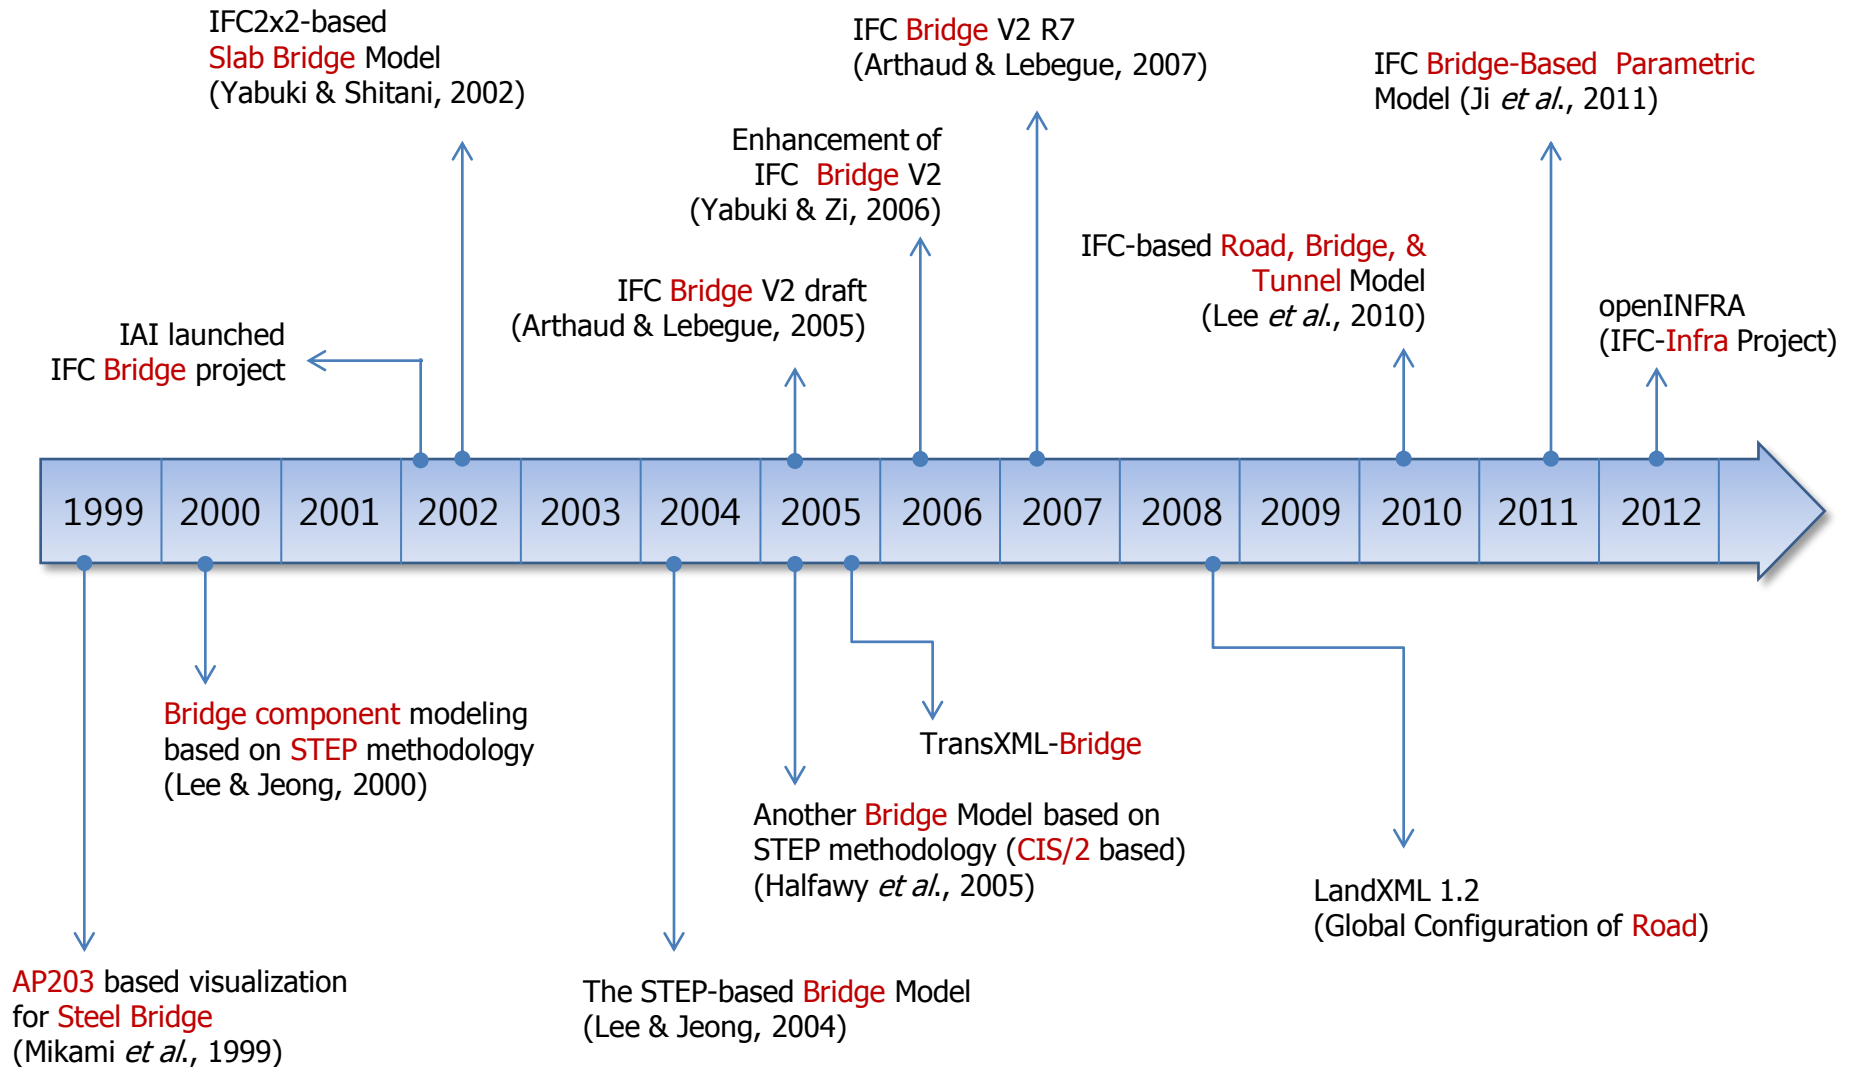 IFC2x2-based
Slab Bridge Model
(Yabuki & Shitani, 2002)
IFC Bridge V2 R7
(Arthaud & Lebegue, 2007)
IFC Bridge-Based Parametric
Model (Ji et al., 2011)
Enhancement of
IFC Bridge V2
(Yabuki & Zi, 2006)
IFC-based Road, Bridge, &
Tunnel Model
(Lee et al., 2010)
IFC Bridge V2 draft
(Arthaud & Lebegue, 2005)
openINFRA
(IFC-Infra Project)
IAI launched
IFC Bridge project
1999 2000 2001 2002 2003 2004 2005 2006 2007 2008 2009 2010 2011 2012
Bridge component modeling
based on STEP methodology
(Lee & Jeong, 2000)
TransXML-Bridge
Another Bridge Model based on
STEP methodology (CIS/2 based)
(Halfawy et al., 2005)
LandXML 1.2
(Global Configuration of Road)
AP203 based visualization
for Steel Bridge
(Mikami et al., 1999)
The STEP-based Bridge Model
(Lee & Jeong, 2004)